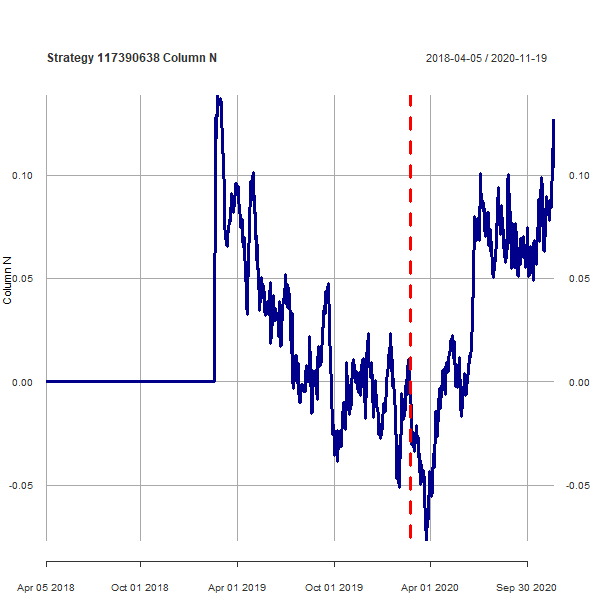 Strategy 117390638 Column N 2018-04-05 / 2020-11-19
0.10 0.10
0.05 0.05
Column N
0.00 0.00
-0.05 -0.05
Apr 05 2018 Oct 01 2018 Apr 01 2019 Oct 01 2019 Apr 01 2020 Sep 30 2020